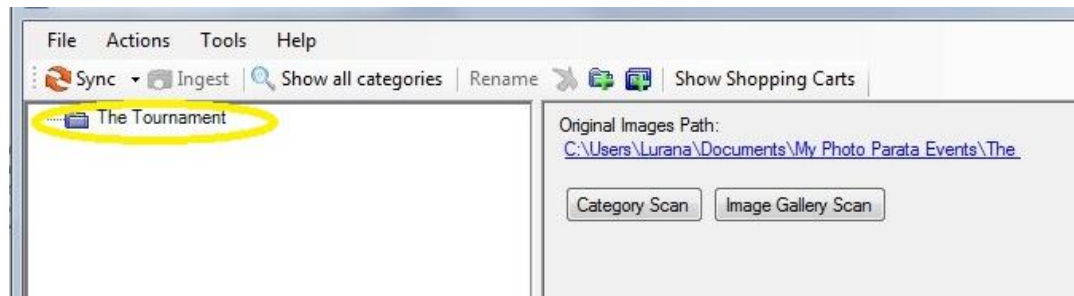 File Actions Tools Help
Sync Ingest Show all categories Rename Show Shopping Carts
The Tournament
Original Images Path:
C:\Users\Lurana\Documents\My Photo Parata Events\The
Category Scan Image Gallery Scan